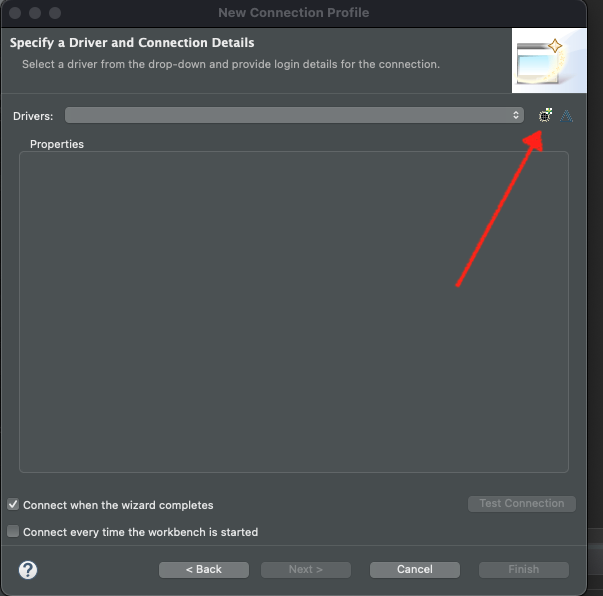 New Connection Profile
Specify a Driver and Connection Details
Select a driver from the drop-down and provide login details for the connection.
Drivers:
Properties
Connect when the wizard completes
Test Connection
Connect every time the workbench is started
? < Back Next > Cancel Finish